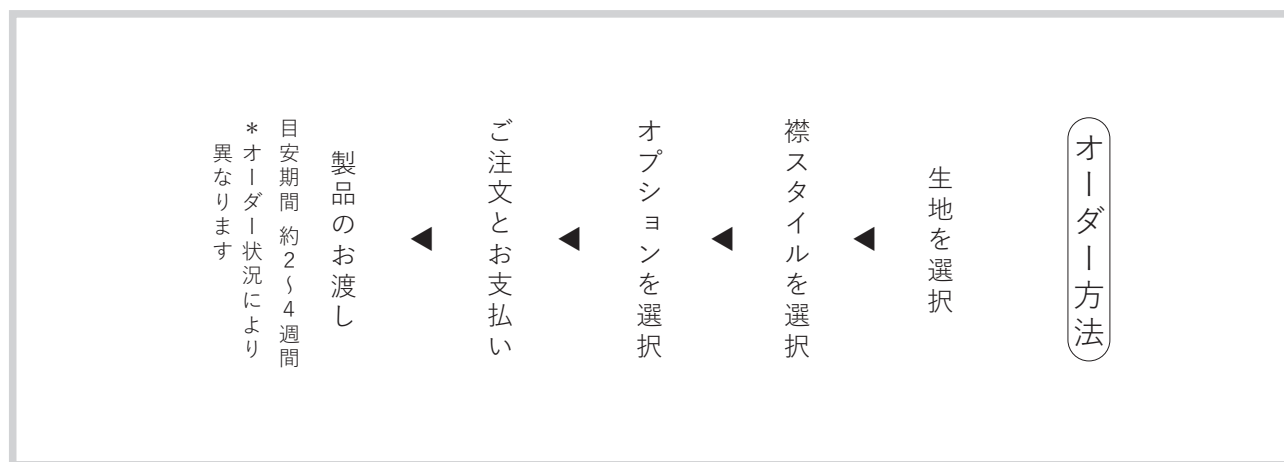 オーダー方法
生地を選択
◀
襟スタイルを選択
◀
オプションを選択
◀
ご注文とお支払い
◀
製品のお渡し
目安期間 約2〜4週間
＊オーダー状況により
異なります